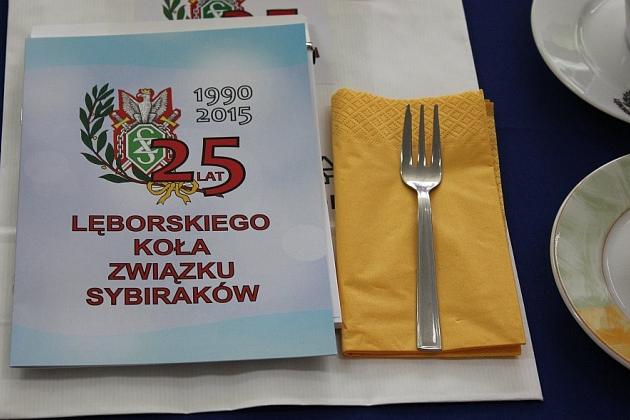 1990
2015
25
LAT
LĘBORSKIEGO
KOŁA
ZWIĄZKU
SYBIRAKÓW